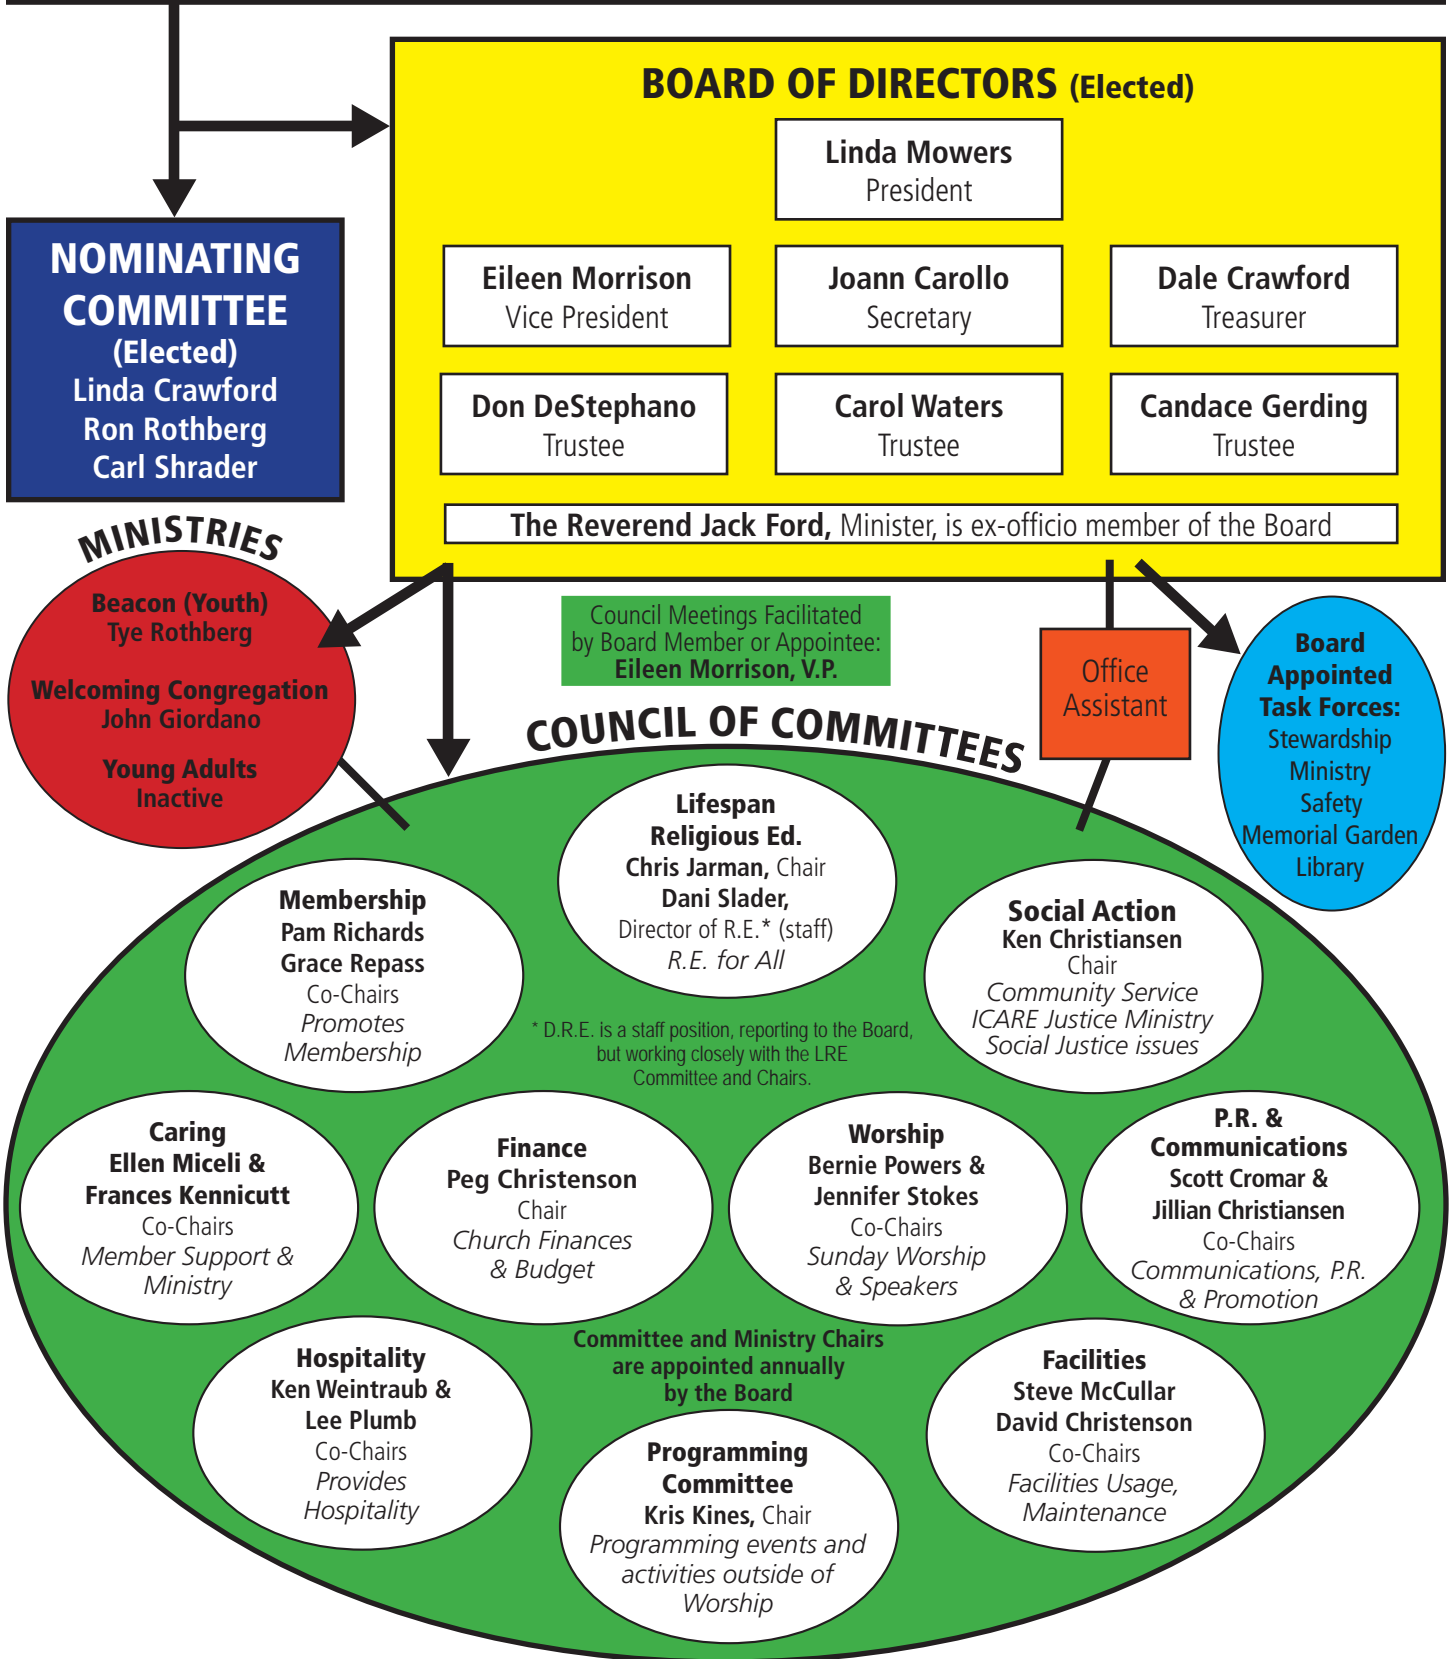 BOARD OF DIRECTORS (Elected)
Linda Mowers
President
Eileen Morrison
Vice President
Joann Carollo
Secretary
Dale Crawford
Treasurer
Don DeStephano
Trustee
Carol Waters
Trustee
Candace Gerding
Trustee
The Reverend Jack Ford, Minister, is ex-officio member of the Board
NOMINATING
COMMITTEE
(Elected)
Linda Crawford
Ron Rothberg
Carl Shrader
MINISTRIES
Beacon (Youth)
Tye Rothberg
Welcoming Congregation
John Giordano
Young Adults
Inactive
Council Meetings Facilitated
by Board Member or Appointee:
Eileen Morrison, V.P.
Office
Assistant
Board
Appointed
Task Forces:
Stewardship
Ministry
Safety
Memorial Garden
Library
COUNCIL OF COMMITTEES
Lifespan
Religious Ed.
Chris Jarman, Chair
Dani Slader,
Director of R.E.* (staff)
R.E. for All
Membership
Pam Richards
Grace Repass
Co-Chairs
Promotes
Membership
Social Action
Ken Christiansen
Chair
Community Service
ICARE Justice Ministry
Social Justice issues
* D.R.E. is a staff position, reporting to the Board,
but working closely with the LRE
Committee and Chairs.
Caring
Ellen Miceli &
Frances Kennicutt
Co-Chairs
Member Support &
Ministry
Finance
Peg Christenson
Chair
Church Finances
& Budget
Worship
Bernie Powers &
Jennifer Stokes
Co-Chairs
Sunday Worship
& Speakers
P.R. &
Communications
Scott Cromar &
Jillian Christiansen
Co-Chairs
Communications, P.R.
& Promotion
Committee and Ministry Chairs
are appointed annually
by the Board
Hospitality
Ken Weintraub &
Lee Plumb
Co-Chairs
Provides
Hospitality
Programming
Committee
Kris Kines, Chair
Programming events and
activities outside of
Worship
Facilities
Steve McCullar
David Christenson
Co-Chairs
Facilities Usage,
Maintenance